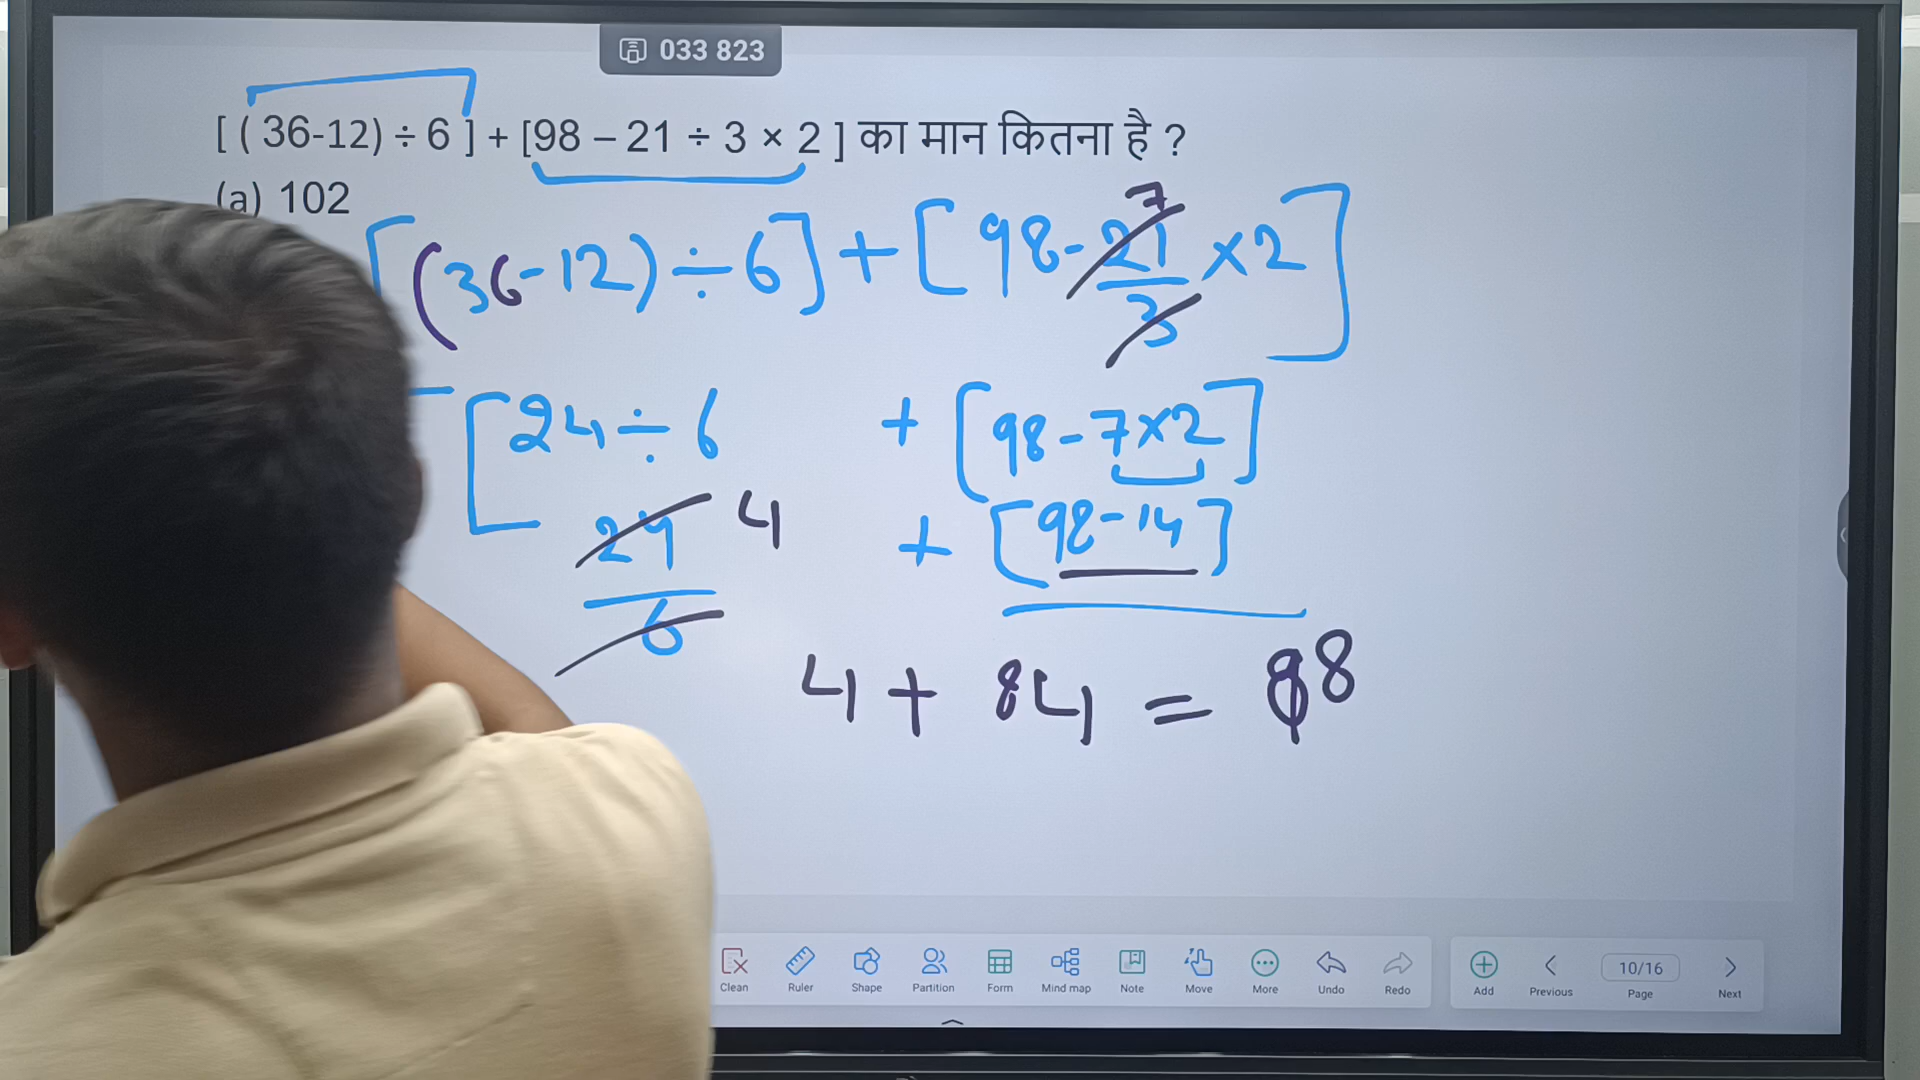 033 823
[ ( 36-12) ÷ 6 ] + [98 – 21 ÷ 3 × 2 ] का मान कितना है ?
(a) 102
[(36-12) ÷ 6] + [98 - 21/3 × 2] 7
[24 ÷ 6 + [98 - 7×2]
24/6 4 + [98-14]
4 + 84 = 8
Clean Ruler Shape Partition Form Mind map Note Move More Undo Redo Add Previous 10/16 Page Next